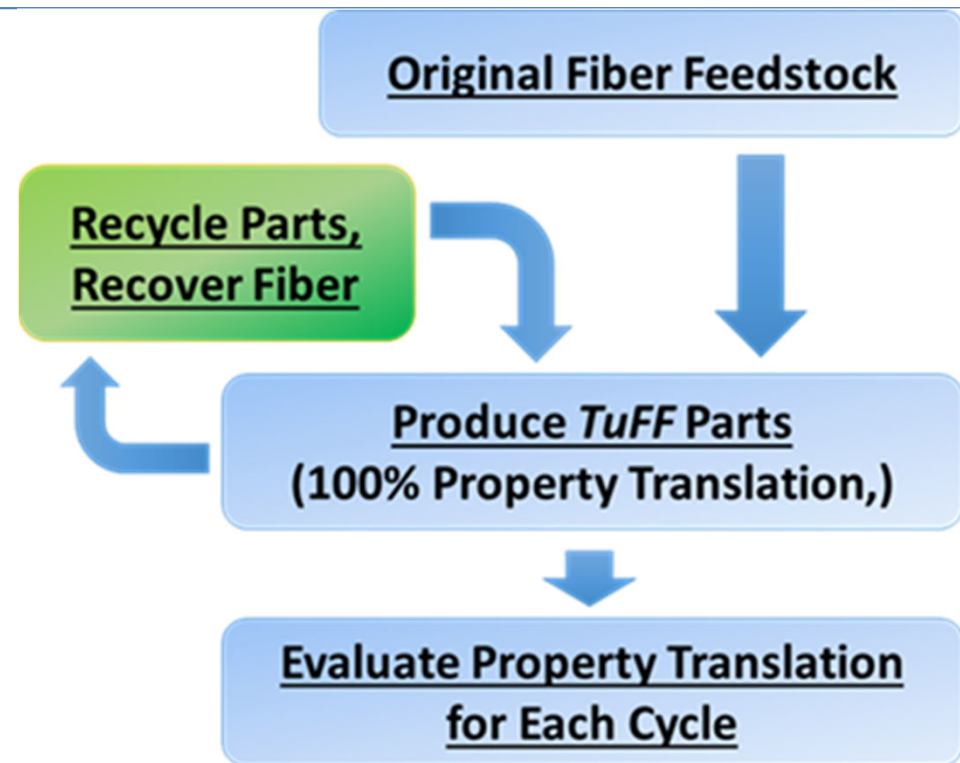 Original Fiber Feedstock
Recycle Parts,
Recover Fiber
Produce TuFF Parts
(100% Property Translation,)
Evaluate Property Translation
for Each Cycle